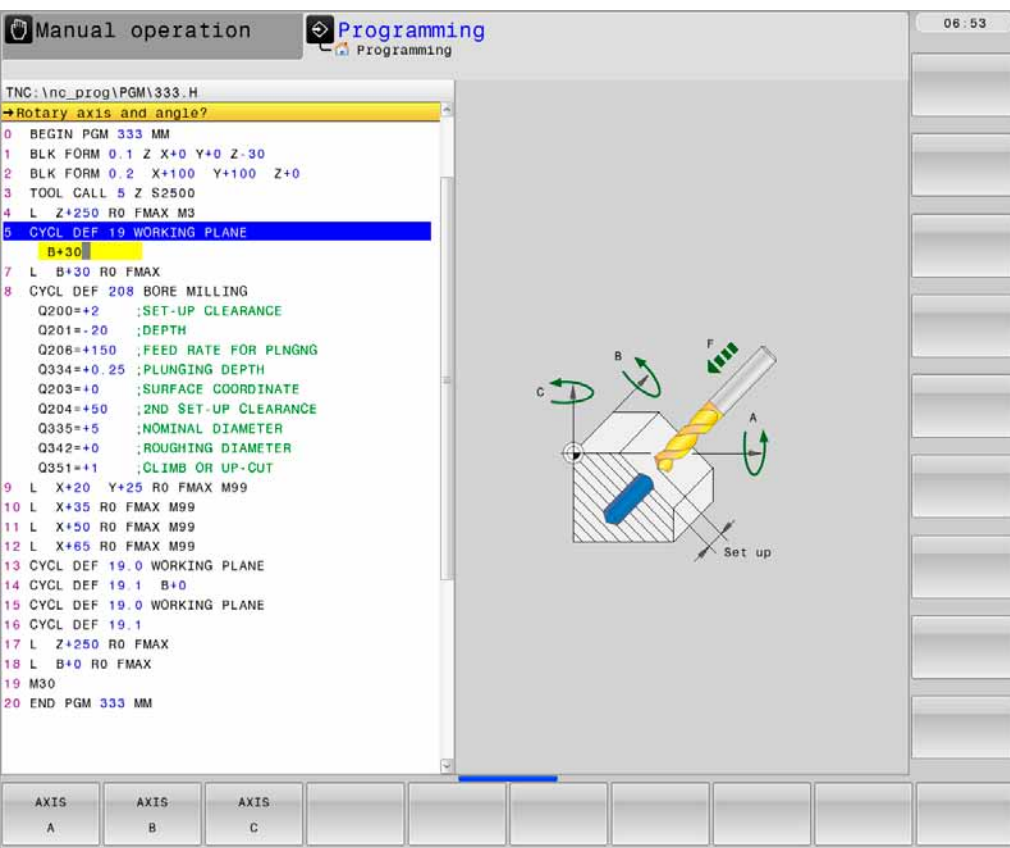 Manual operation
Programming
Programming
06:53
TNC:\nc_prog\PGM\333.H
→Rotary axis and angle?
0 BEGIN PGM 333 MM
1 BLK FORM 0.1 Z X+0 Y+0 Z-30
2 BLK FORM 0.2 X+100 Y+100 Z+0
3 TOOL CALL 5 Z S2500
4 L Z+250 R0 FMAX M3
5 CYCL DEF 19 WORKING PLANE
B+30
7 L B+30 R0 FMAX
8 CYCL DEF 208 BORE MILLING
Q200=+2 ;SET-UP CLEARANCE
Q201=-20 ;DEPTH
Q206=+150 ;FEED RATE FOR PLNGNG
Q334=+0.25 ;PLUNGING DEPTH
Q203=+0 ;SURFACE COORDINATE
Q204=+50 ;2ND SET-UP CLEARANCE
Q335=+5 ;NOMINAL DIAMETER
Q342=+0 ;ROUGHING DIAMETER
Q351=+1 ;CLIMB OR UP-CUT
9 L X+20 Y+25 R0 FMAX M99
10 L X+35 R0 FMAX M99
11 L X+50 R0 FMAX M99
12 L X+65 R0 FMAX M99
13 CYCL DEF 19.0 WORKING PLANE
14 CYCL DEF 19.1 B+0
15 CYCL DEF 19.0 WORKING PLANE
16 CYCL DEF 19.1
17 L Z+250 R0 FMAX
18 L B+0 R0 FMAX
19 M30
20 END PGM 333 MM
F
B
C
A
Set up
AXIS A
AXIS B
AXIS C